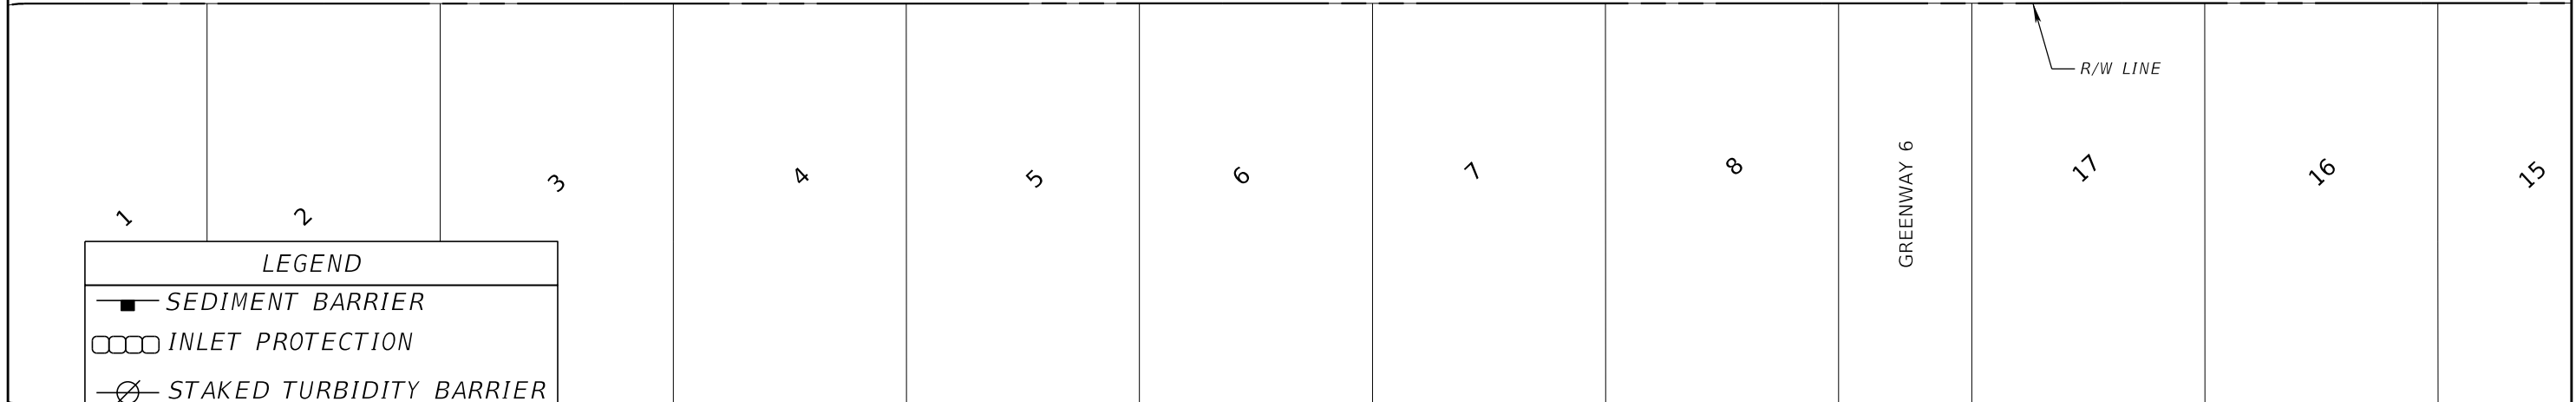 R/W LINE
1
2
3
4
5
6
7
8
GREENWAY 6
17
16
15
LEGEND
SEDIMENT BARRIER
INLET PROTECTION
STAKED TURBIDITY BARRIER